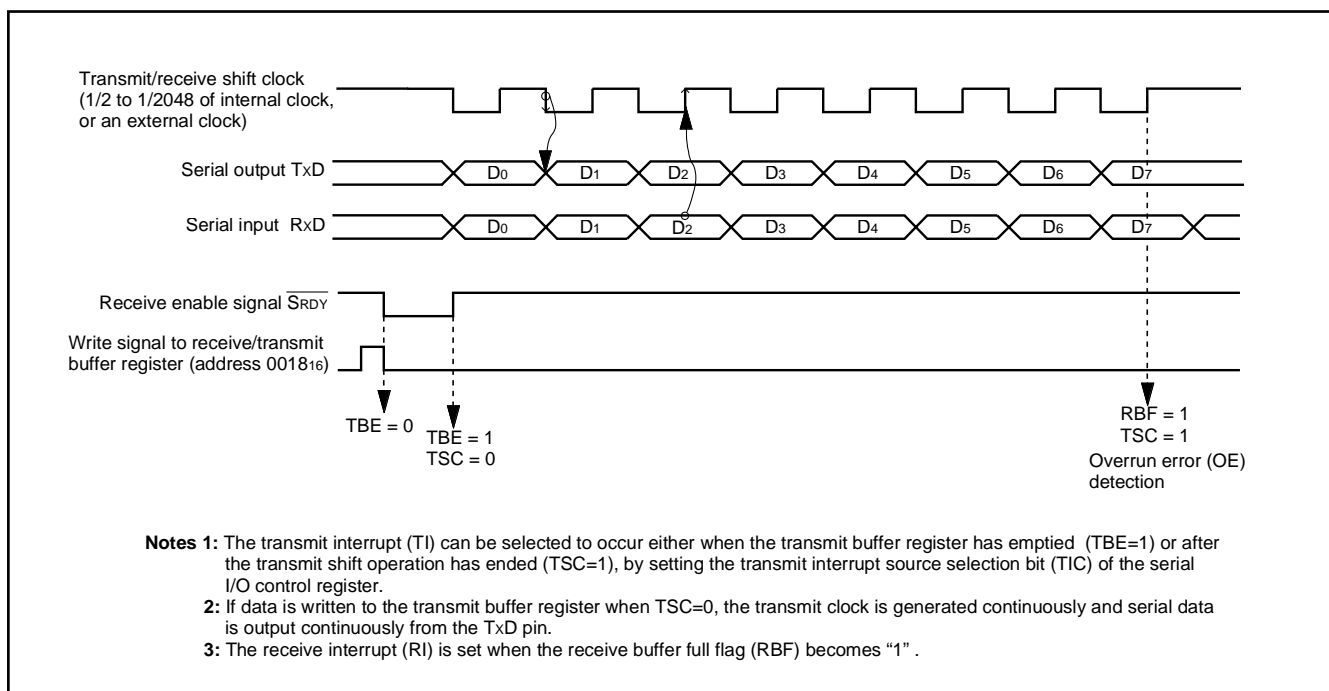 Transmit/receive shift clock
(1/2 to 1/2048 of internal clock,
or an external clock)
Serial output TxD
D0 D1 D2 D3 D4 D5 D6 D7
Serial input RxD
D0 D1 D2 D3 D4 D5 D6 D7
Receive enable signal SRDY
Write signal to receive/transmit
buffer register (address 001816)
TBE = 0
TBE = 1
TSC = 0
RBF = 1
TSC = 1
Overrun error (OE)
detection
Notes 1: The transmit interrupt (TI) can be selected to occur either when the transmit buffer register has emptied (TBE=1) or after
the transmit shift operation has ended (TSC=1), by setting the transmit interrupt source selection bit (TIC) of the serial
I/O control register.
2: If data is written to the transmit buffer register when TSC=0, the transmit clock is generated continuously and serial data
is output continuously from the TxD pin.
3: The receive interrupt (RI) is set when the receive buffer full flag (RBF) becomes “1” .